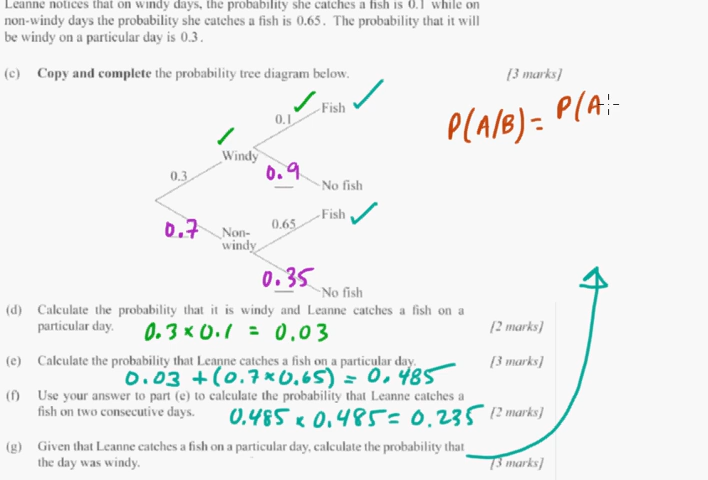 Leanne notices that on windy days, the probability she catches a fish is 0.1 while on
non-windy days the probability she catches a fish is 0.65. The probability that it will
be windy on a particular day is 0.3.
(c) Copy and complete the probability tree diagram below. [3 marks]
Fish
0.1
P(A/B) = P(A
Windy
0.3
0.9
No fish
Fish
0.65
0.7
Non-
windy
0.35
No fish
(d) Calculate the probability that it is windy and Leanne catches a fish on a
particular day. 0.3 x 0.1 = 0.03 [2 marks]
(e) Calculate the probability that Leanne catches a fish on a particular day. [3 marks]
0.03 + (0.7 x 0.65) = 0.485
(f) Use your answer to part (e) to calculate the probability that Leanne catches a
fish on two consecutive days. 0.485 x 0.485 = 0.235 [2 marks]
(g) Given that Leanne catches a fish on a particular day, calculate the probability that
the day was windy. [3 marks]